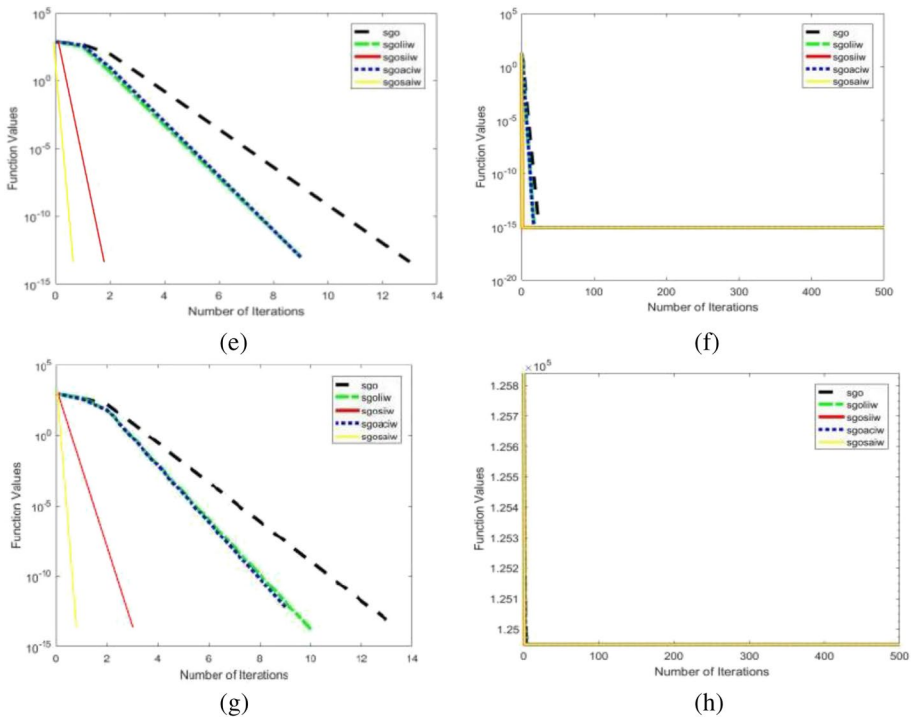 sgo
sgoliiw
sgosiiw
sgoaciw
sgosaiw
10^5
10^0
10^-5
10^-10
10^-15
Function Values
0 2 4 6 8 10 12 14
Number of Iterations
(e)
sgo
sgoliiw
sgosiiw
sgoaciw
sgosaiw
10^0
10^-5
10^-10
10^-15
10^-20
Function Values
0 100 200 300 400 500
Number of Iterations
(f)
sgo
sgoliw
sgosiw
sgoaciw
sgosaiw
10^5
10^0
10^-5
10^-10
10^-15
Function Values
0 2 4 6 8 10 12 14
Number of Iterations
(g)
×10^5
sgo
sgoliiw
sgosiiw
sgoaciw
sgosaiw
1.258
1.257
1.256
1.255
1.254
1.253
1.252
1.251
1.25
Function Values
0 100 200 300 400 500
Number of Iterations
(h)